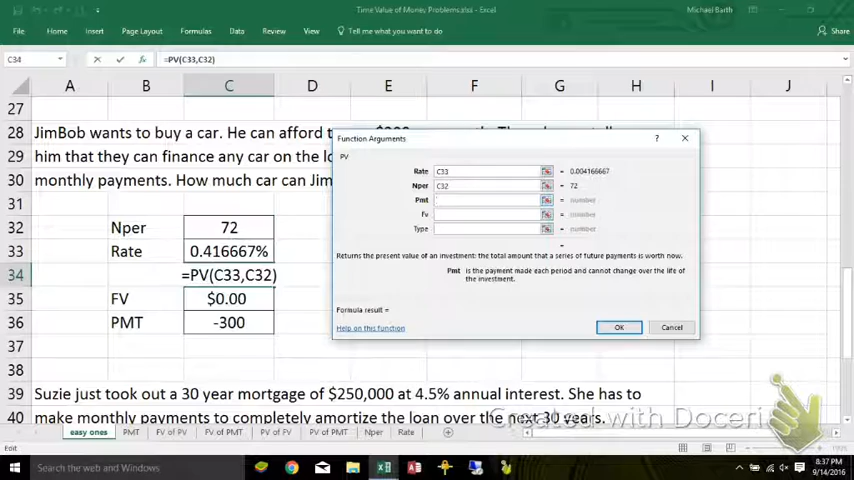 Time Value of Money Problems.xlsx - Excel
Michael Barth
File Home Insert Page Layout Formulas Data Review View Tell me what you want to do Share
C34 fx =PV(C33,C32)
A B C D E F G H I J
27
28 JimBob wants to buy a car. He can afford
29 him that they can finance any car on the
30 monthly payments. How much car can
31
32 Nper 72
33 Rate 0.416667%
34 =PV(C33,C32)
35 FV $0.00
36 PMT -300
37
38
39 Suzie just took out a 30 year mortgage of $250,000 at 4.5% annual interest. She has to
40 make monthly payments to completely amortize the loan over the next 30 years.
Function Arguments ?
PV
Rate C33 = 0.004166667
Nper C32 = 72
Pmt = number
Fv = number
Type = number
=
Returns the present value of an investment: the total amount that a series of future payments is worth now.
Pmt is the payment made each period and cannot change over the life of
the investment.
Formula result =
Help on this function OK Cancel
Created with Doceri
easy ones PMT FV of PV FV of PMT PV of FV PV of PMT Nper Rate
Edit
Search the web and Windows
8:37 PM
9/14/2016